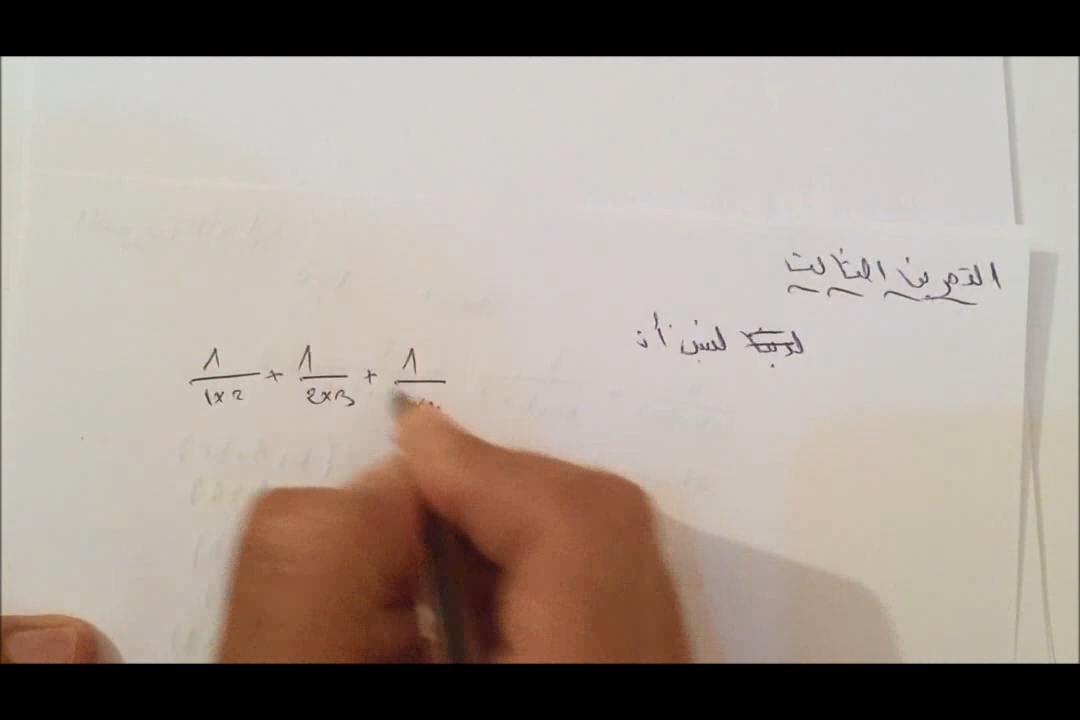 التمرين الثالث
لنبين أن
1/1×2 + 1/2×3 + 1/